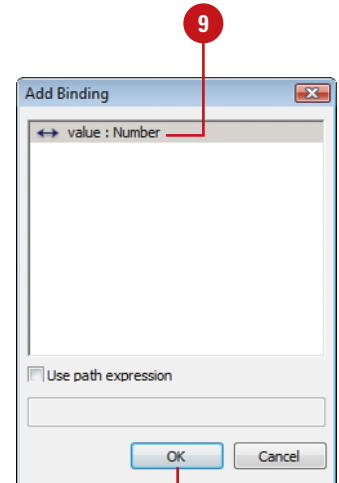 9
Add Binding
value : Number
Use path expression
OK Cancel